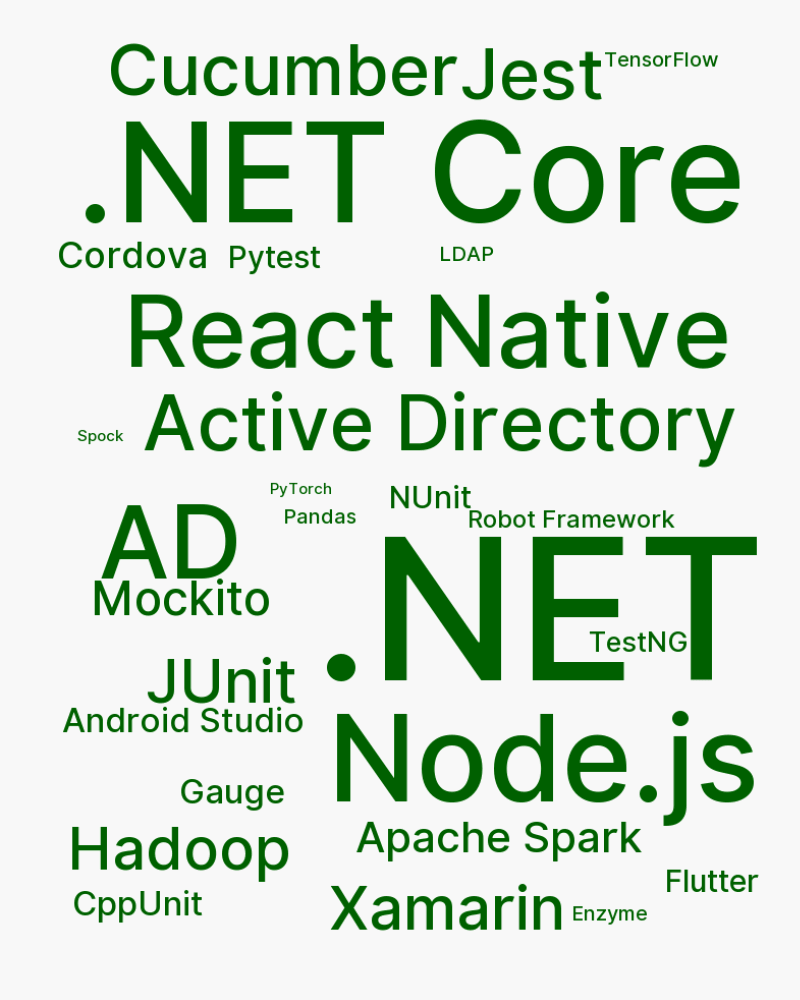 Cucumber
Jest
TensorFlow
.NET Core
Cordova
Pytest
LDAP
React Native
Active Directory
Spock
PyTorch
NUnit
Pandas
Robot Framework
AD
.NET
Mockito
TestNG
JUnit
Android Studio
Node.js
Gauge
Apache Spark
Hadoop
Flutter
CppUnit
Xamarin
Enzyme